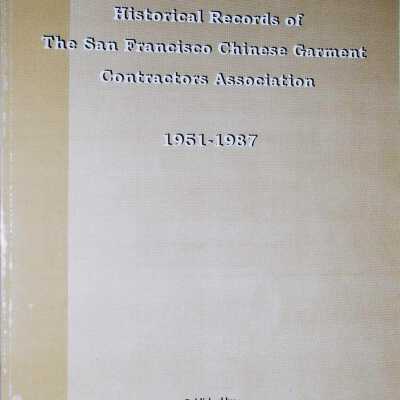 Historical Records of
The San Francisco Chinese Garment
Contractors Association
1951-1987